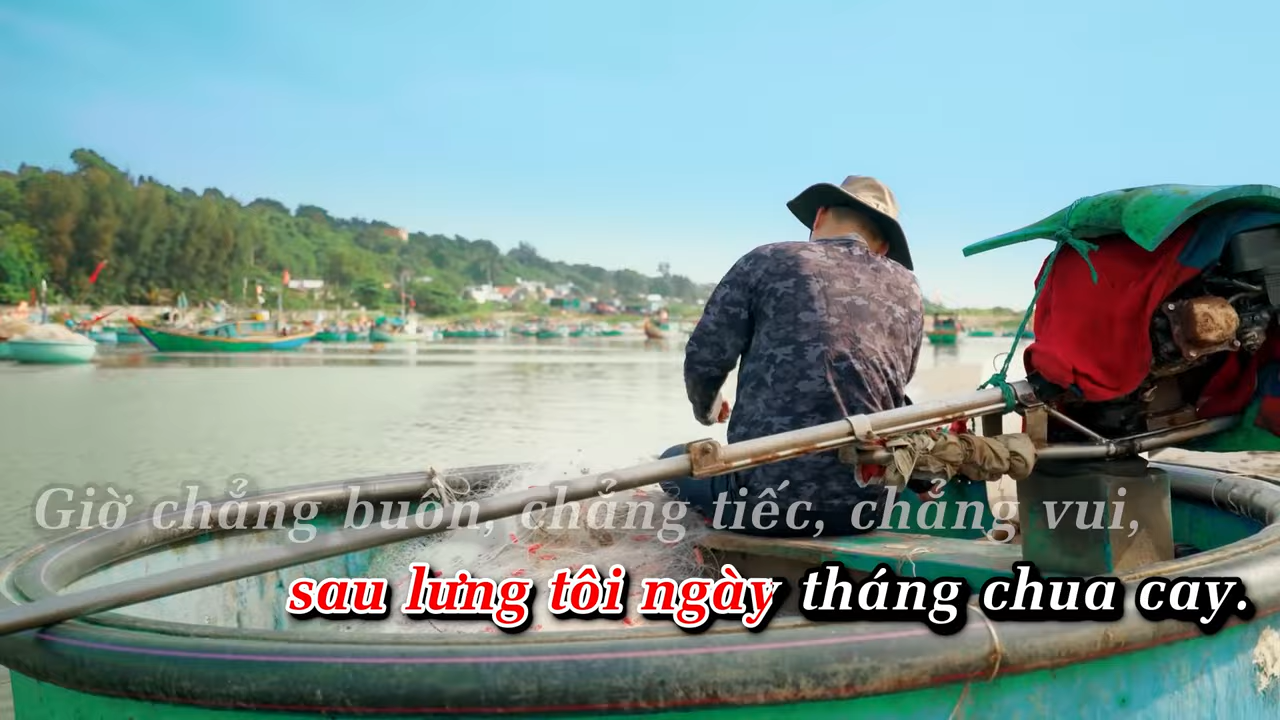 Giờ chẳng buồn, chẳng tiếc, chẳng vui,
sau lưng tôi ngày tháng chua cay.